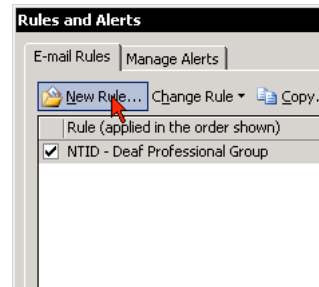 Rules and Alerts
E-mail Rules Manage Alerts
New Rule... Change Rule Copy.
Rule (applied in the order shown)
NTID - Deaf Professional Group